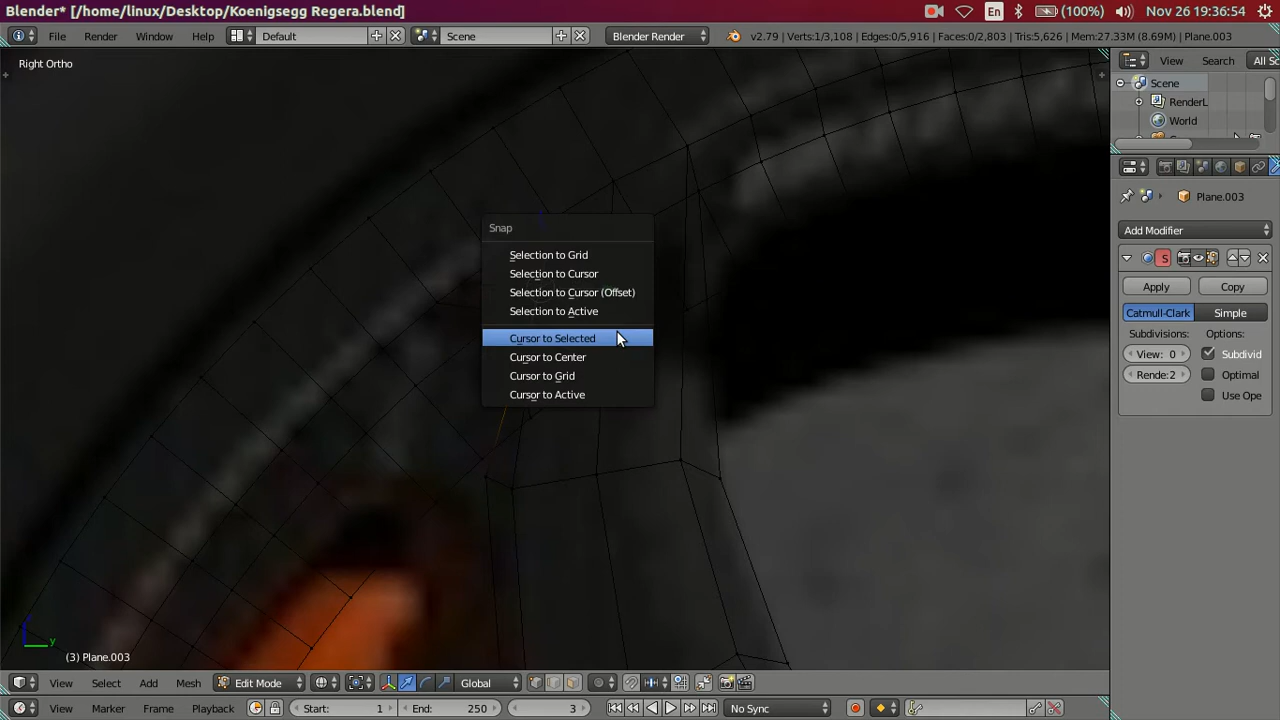 Blender* [/home/linux/Desktop/Koenigsegg Regera.blend] En (100%) Nov 26 19:36:54
File Render Window Help Default Scene Blender Render v2.79 | Verts:1/3,108 | Edges:0/5,916 | Faces:0/2,803 | Tris:5,626 | Mem:27.33M (8.69M) | Plane.003
Right Ortho
View Search All Sc
Scene
RenderL
World
Plane.003
Add Modifier
S
Apply Copy
Catmull-Clark Simple
Subdivisions: Options:
View: 0 Subdivid
Rende:2 Optimal
Use Ope
Snap
Selection to Grid
Selection to Cursor
Selection to Cursor (Offset)
Selection to Active
Cursor to Selected
Cursor to Center
Cursor to Grid
Cursor to Active
y
(3) Plane.003
View Select Add Mesh Edit Mode Global
View Marker Frame Playback Start: 1 End: 250 3 No Sync